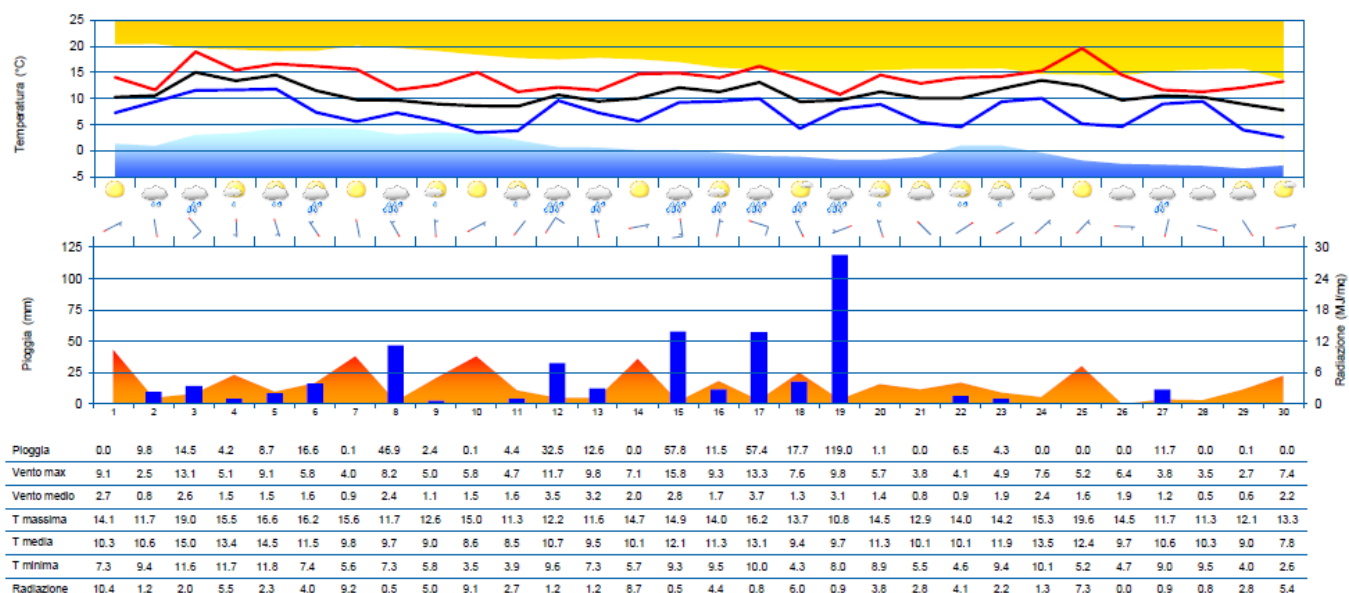 25
20
15
10
5
0
-5
Temperatura (°C)
125
100
75
50
25
0
Pioggia (mm)
30
24
18
12
6
0
Radiazione (MJ/mq)
1 2 3 4 5 6 7 8 9 10 11 12 13 14 15 16 17 18 19 20 21 22 23 24 25 26 27 28 29 30
Pioggia 0.0 9.8 14.5 4.2 8.7 16.6 0.1 46.9 2.4 0.1 4.4 32.5 12.6 0.0 57.8 11.5 57.4 17.7 119.0 1.1 0.0 6.5 4.3 0.0 0.0 0.0 11.7 0.0 0.1 0.0
Vento max 9.1 2.5 13.1 5.1 9.1 5.8 4.0 8.2 5.0 5.8 4.7 11.7 9.8 7.1 15.8 9.3 13.3 7.6 9.8 5.7 3.8 4.1 4.9 7.6 5.2 6.4 3.8 3.5 2.7 7.4
Vento medio 2.7 0.8 2.6 1.5 1.5 1.6 0.9 2.4 1.1 1.5 1.6 3.5 3.2 2.0 2.8 1.7 3.7 1.3 3.1 1.4 0.8 0.9 1.9 2.4 1.6 1.9 1.2 0.5 0.6 2.2
T massima 14.1 11.7 19.0 15.5 16.6 16.2 15.6 11.7 12.6 15.0 11.3 12.2 11.6 14.7 14.9 14.0 16.2 13.7 10.8 14.5 12.9 14.0 14.2 15.3 19.6 14.5 11.7 11.3 12.1 13.3
T media 10.3 10.6 15.0 13.4 14.5 11.5 9.8 9.7 9.0 8.6 8.5 10.7 9.5 10.1 12.1 11.3 13.1 9.4 9.7 11.3 10.1 10.1 11.9 13.5 12.4 9.7 10.6 10.3 9.0 7.8
T minima 7.3 9.4 11.6 11.7 11.8 7.4 5.6 7.3 5.8 3.5 3.9 9.6 7.3 5.7 9.3 9.5 10.0 4.3 8.0 8.9 5.5 4.6 9.4 10.1 5.2 4.7 9.0 9.5 4.0 2.6
Radiazione 10.4 1.2 2.0 5.5 2.3 4.0 9.2 0.5 5.0 9.1 2.7 1.2 1.2 8.7 0.5 4.4 0.8 6.0 0.9 3.8 2.8 4.1 2.2 1.3 7.3 0.0 0.9 0.8 2.8 5.4